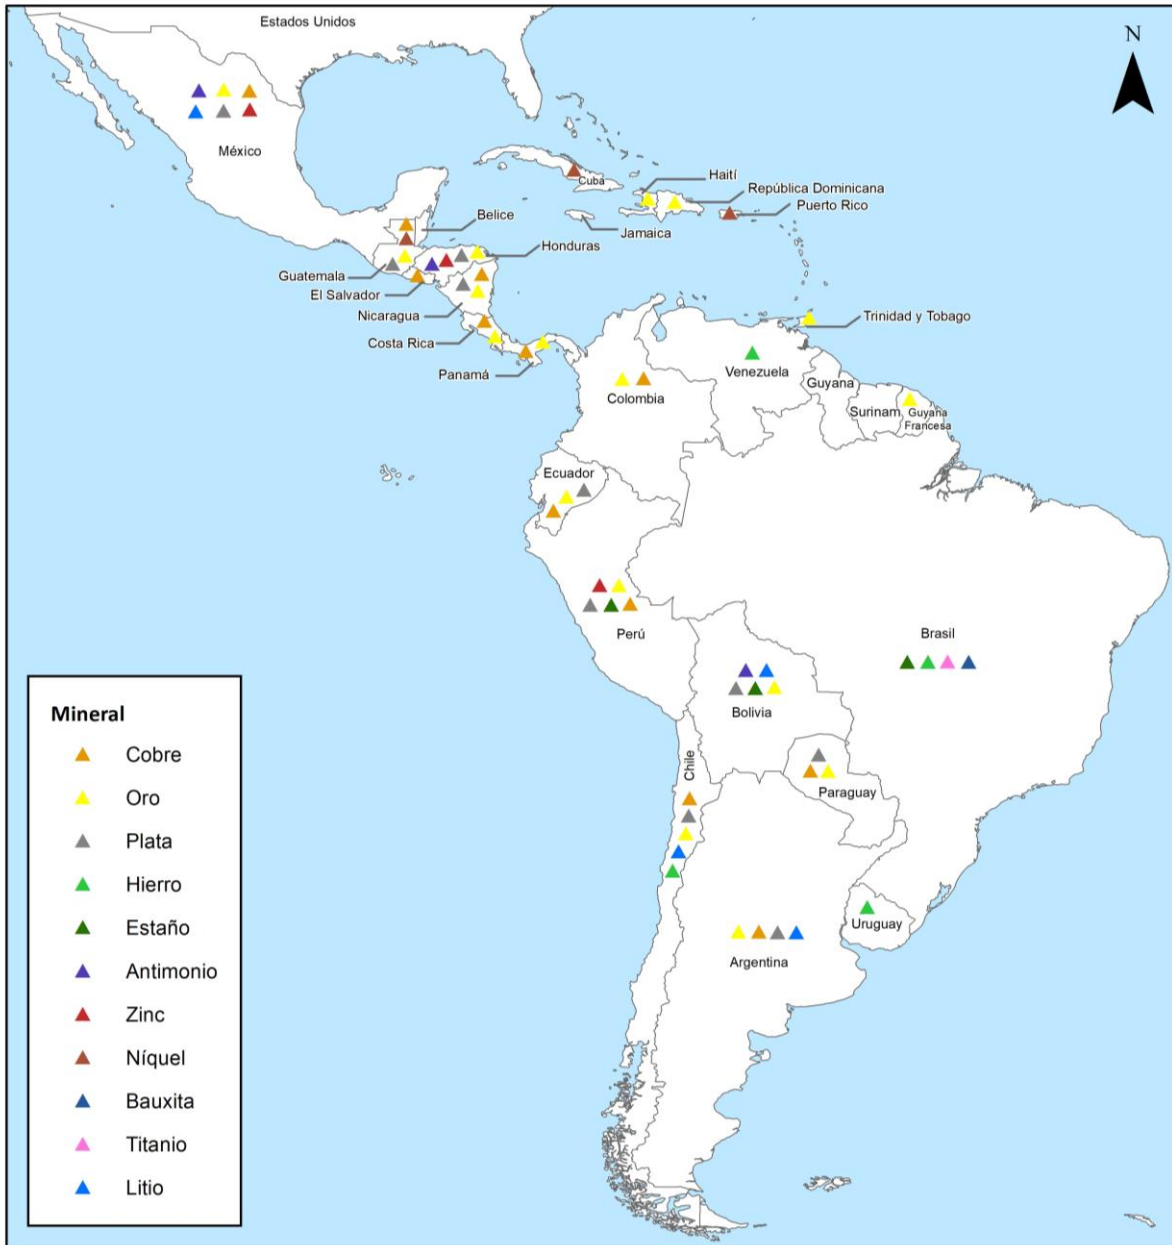 Estados Unidos
N
México
Cuba
Haití
República Dominicana
Puerto Rico
Belice
Jamaica
Honduras
Guatemala
El Salvador
Nicaragua
Trinidad y Tobago
Costa Rica
Panamá
Venezuela
Guyana
Colombia
Surinam
Guyana
Francesa
Ecuador
Perú
Brasil
Bolivia
Chile
Paraguay
Uruguay
Argentina
Mineral
Cobre
Oro
Plata
Hierro
Estaño
Antimonio
Zinc
Níquel
Bauxita
Titanio
Litio